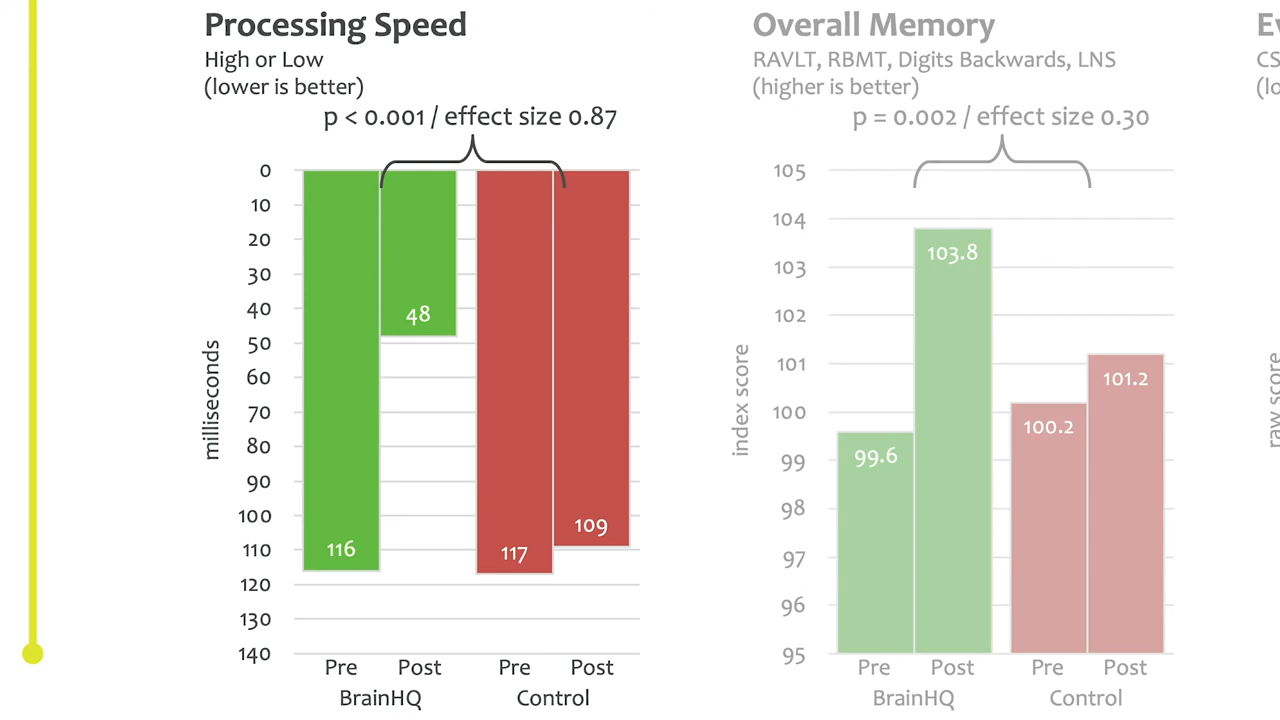 Processing Speed
High or Low
(lower is better)
p < 0.001 / effect size 0.87
0
10
20
30
40
50
60
70
80
90
100
110
120
130
140
milliseconds
116
48
117
109
Pre
Post
Pre
Post
BrainHQ
Control
Overall Memory
RAVLT, RBMT, Digits Backwards, LNS
(higher is better)
p = 0.002 / effect size 0.30
105
104
103
102
101
100
99
98
97
96
95
index score
99.6
103.8
100.2
101.2
Pre
Post
Pre
Post
BrainHQ
Control
raw score